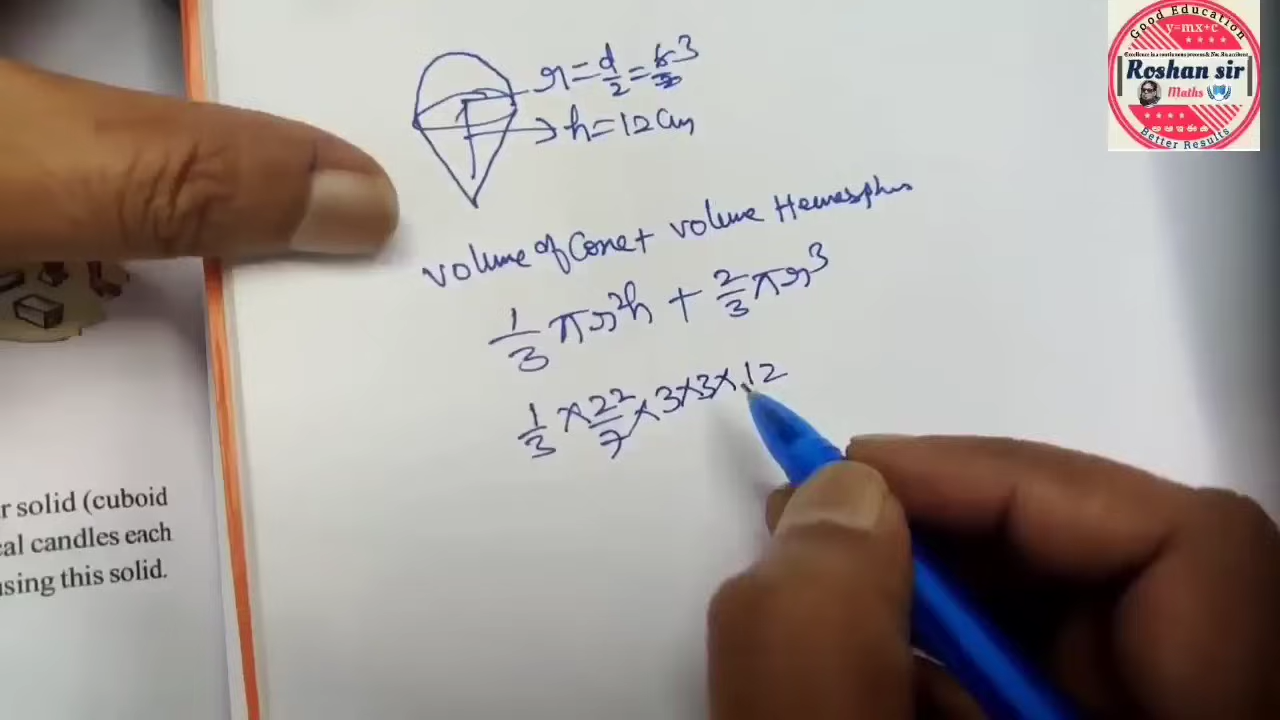 r = d/2 = 6/2 3
h = 12 cm
volume of Cone + volume Hemesphe
1/3 πr²h + 2/3 πr³
1/3 × 22/7 × 3 × 3 × 12
r solid (cuboid
cal candles each
using this solid.
Good Education
y=mx+c
Roshan sir
Maths
Better Results